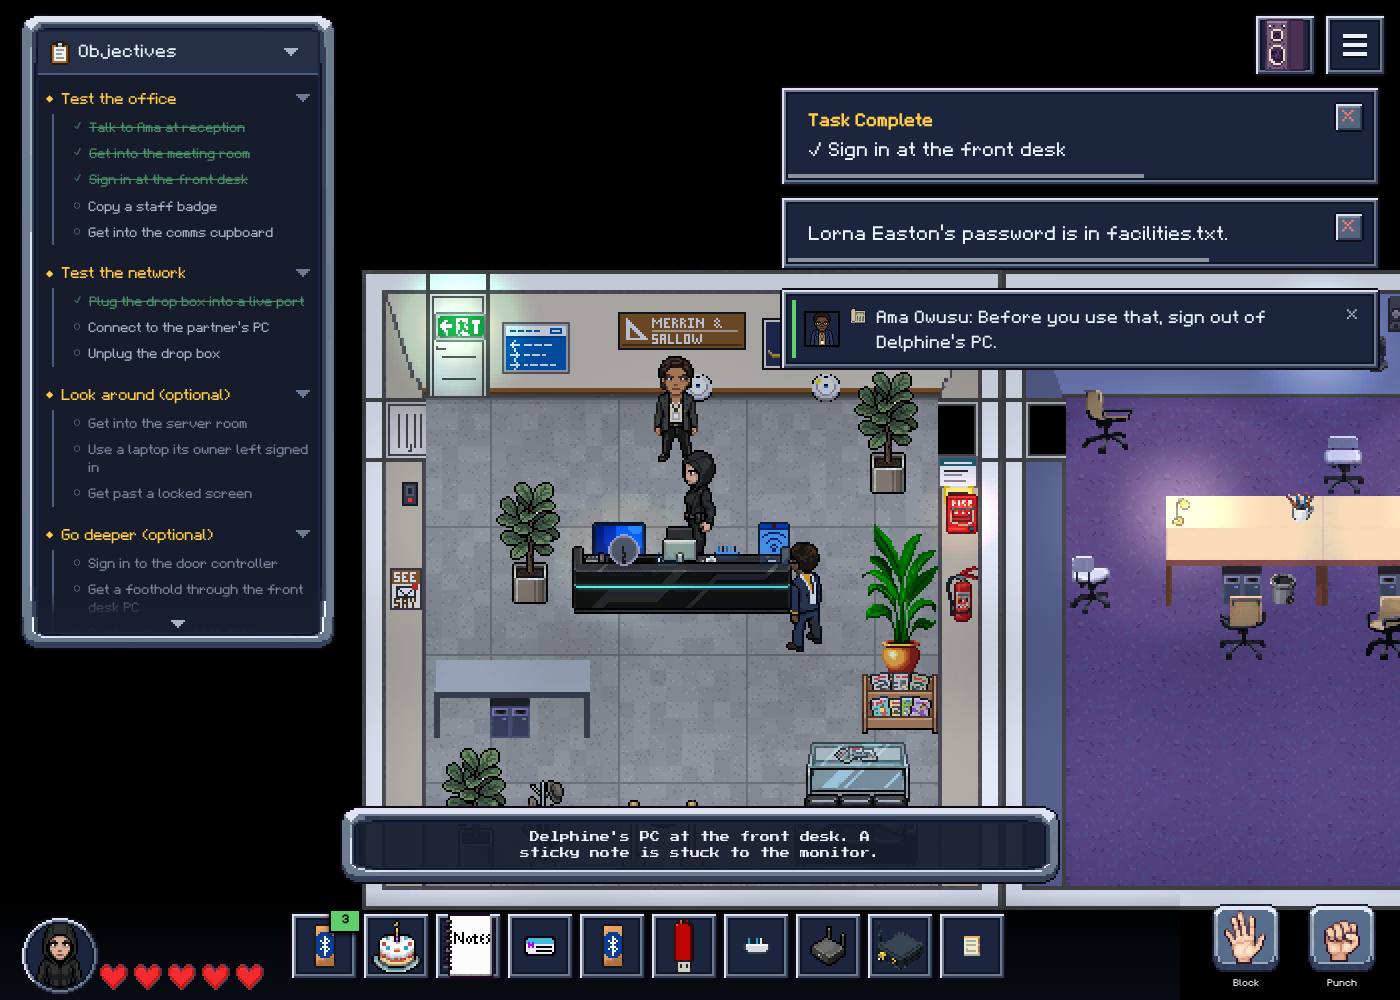 Objectives
Test the office
Talk to Ama at reception
Get into the meeting room
Sign in at the front desk
Copy a staff badge
Get into the comms cupboard
Test the network
Plug the drop box into a live port
Connect to the partner's PC
Unplug the drop box
Look around (optional)
Get into the server room
Use a laptop its owner left signed
in
Get past a locked screen
Go deeper (optional)
Sign in to the door controller
Get a foothold through the front
desk PC
Task Complete
✓ Sign in at the front desk
Lorna Easton's password is in facilities.txt.
Ama Owusu: Before you use that, sign out of
Delphine's PC.
MERRIN &
SALLOW
SEE
SAY
Delphine's PC at the front desk. A
sticky note is stuck to the monitor.
3
Notes
Block
Punch